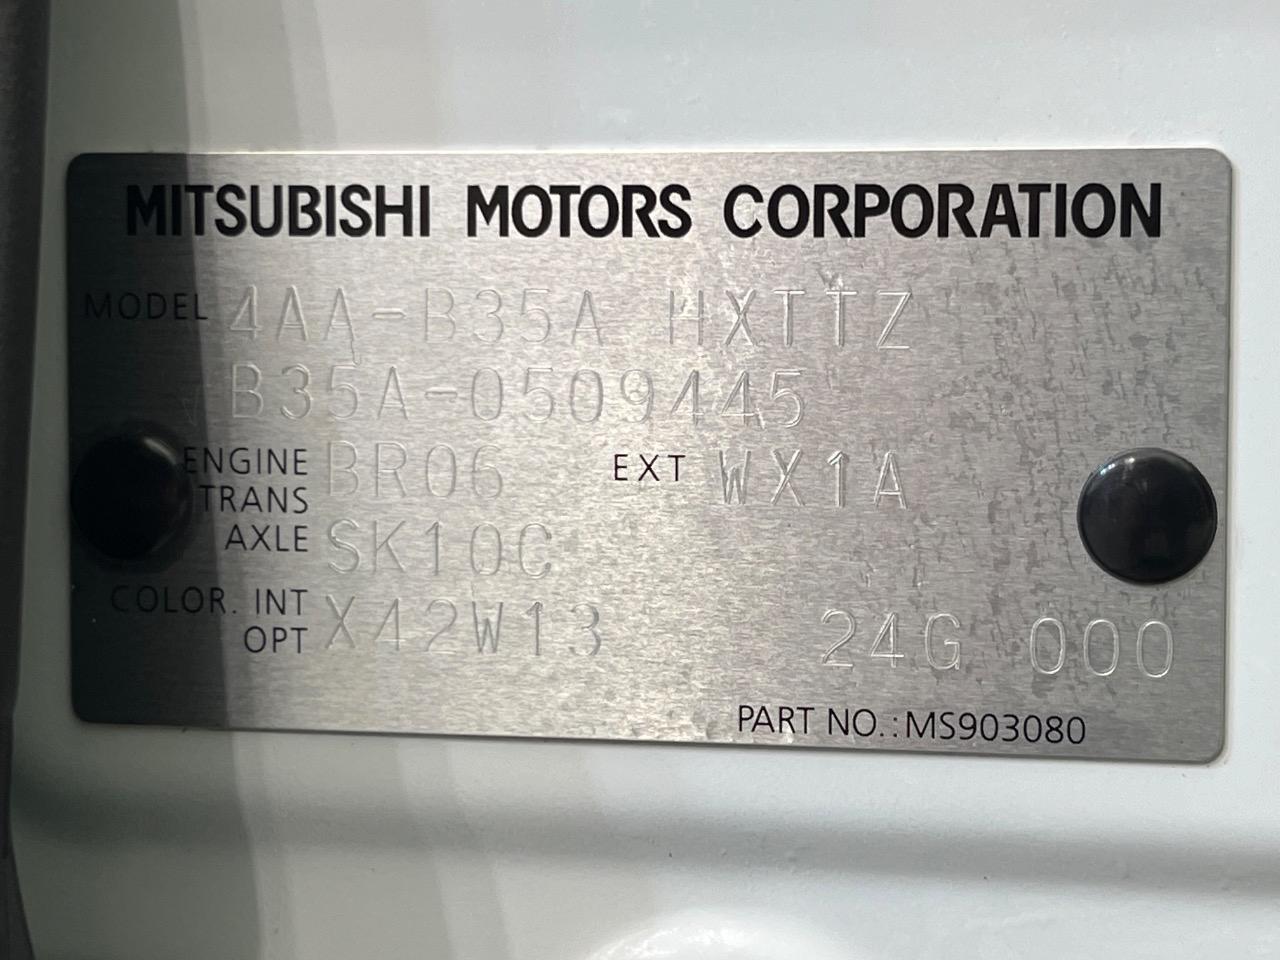 MITSUBISHI MOTORS CORPORATION
MODEL 4AA-B35A HXTTZ
B35A-0509445
ENGINE BR06 EXT WX1A
TRANS
AXLE SK10C
COLOR. INT X42W13 24G 000
OPT
PART NO.:MS903080